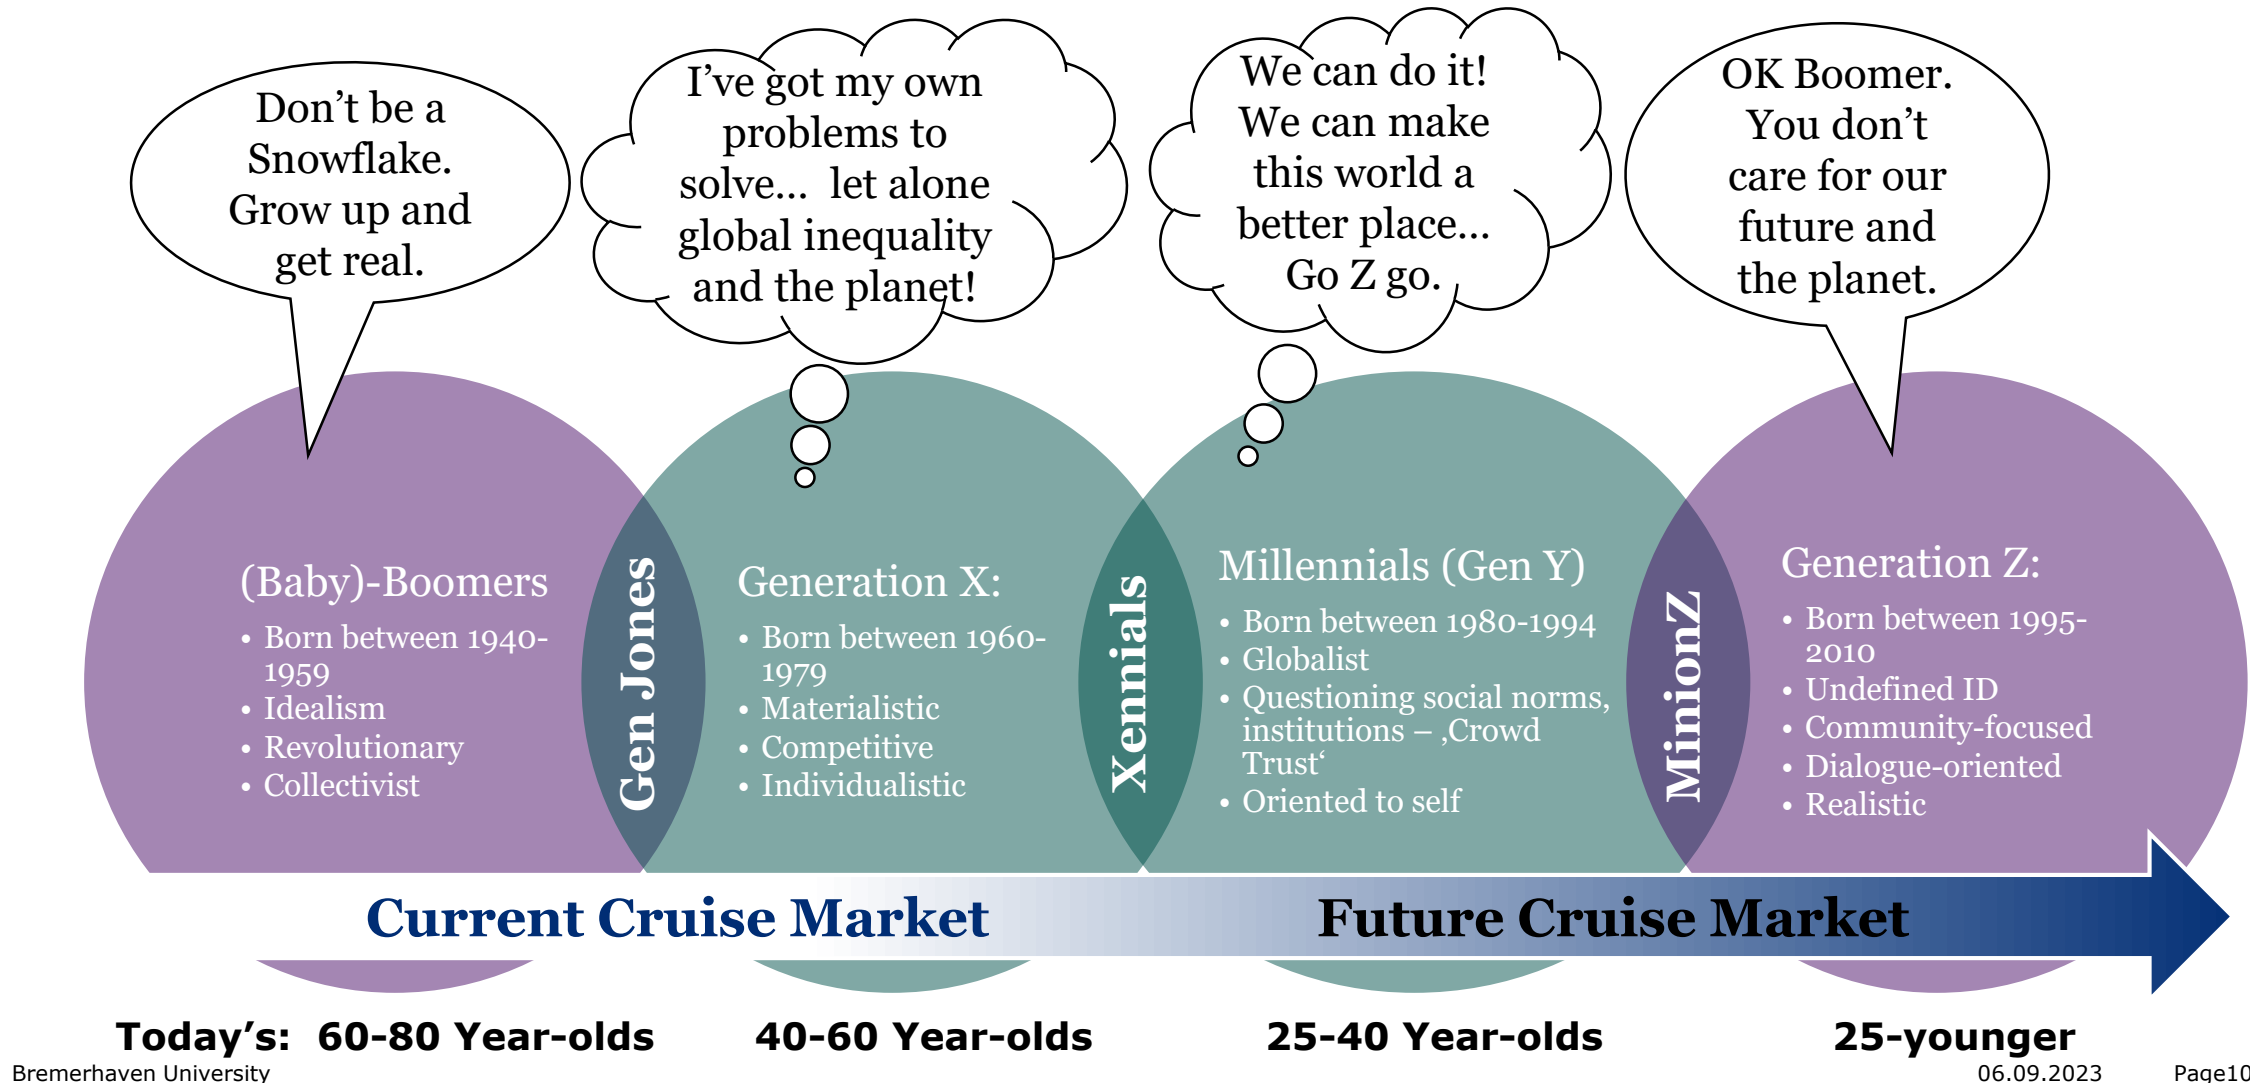 Don’t be a
Snowflake.
Grow up and
get real.
I’ve got my own
problems to
solve... let alone
global inequality
and the planet!
We can do it!
We can make
this world a
better place...
Go Z go.
OK Boomer.
You don’t
care for our
future and
the planet.
(Baby)-Boomers
• Born between 1940-
1959
• Idealism
• Revolutionary
• Collectivist
Gen Jones
Generation X:
• Born between 1960-
1979
• Materialistic
• Competitive
• Individualistic
Xennials
Millennials (Gen Y)
• Born between 1980-1994
• Globalist
• Questioning social norms,
institutions – ‚Crowd
Trust‘
• Oriented to self
MinionZ
Generation Z:
• Born between 1995-
2010
• Undefined ID
• Community-focused
• Dialogue-oriented
• Realistic
Current Cruise Market
Future Cruise Market
Today’s: 60-80 Year-olds
40-60 Year-olds
25-40 Year-olds
25-younger
Bremerhaven University
06.09.2023
Page10